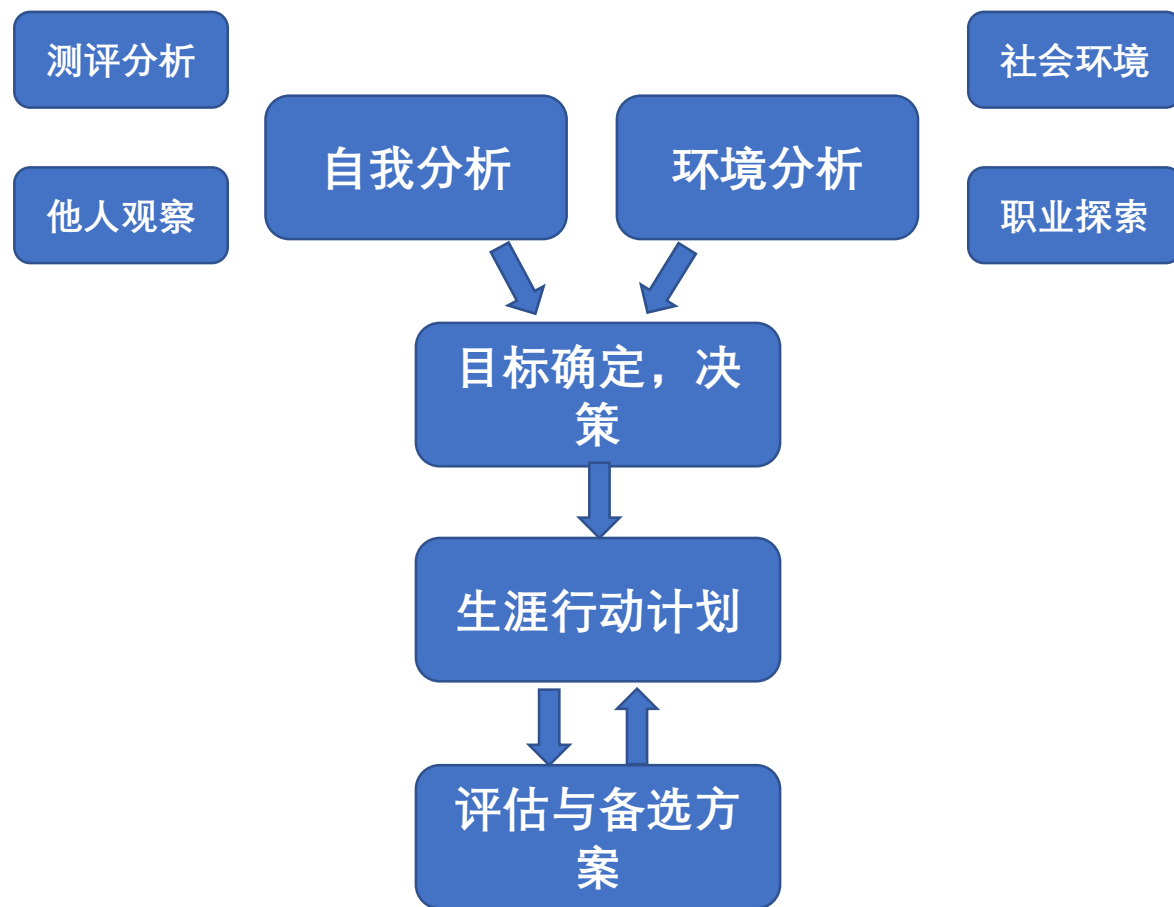 测评分析
社会环境
自我分析
环境分析
他人观察
职业探索
目标确定，决
策
生涯行动计划
评估与备选方
案